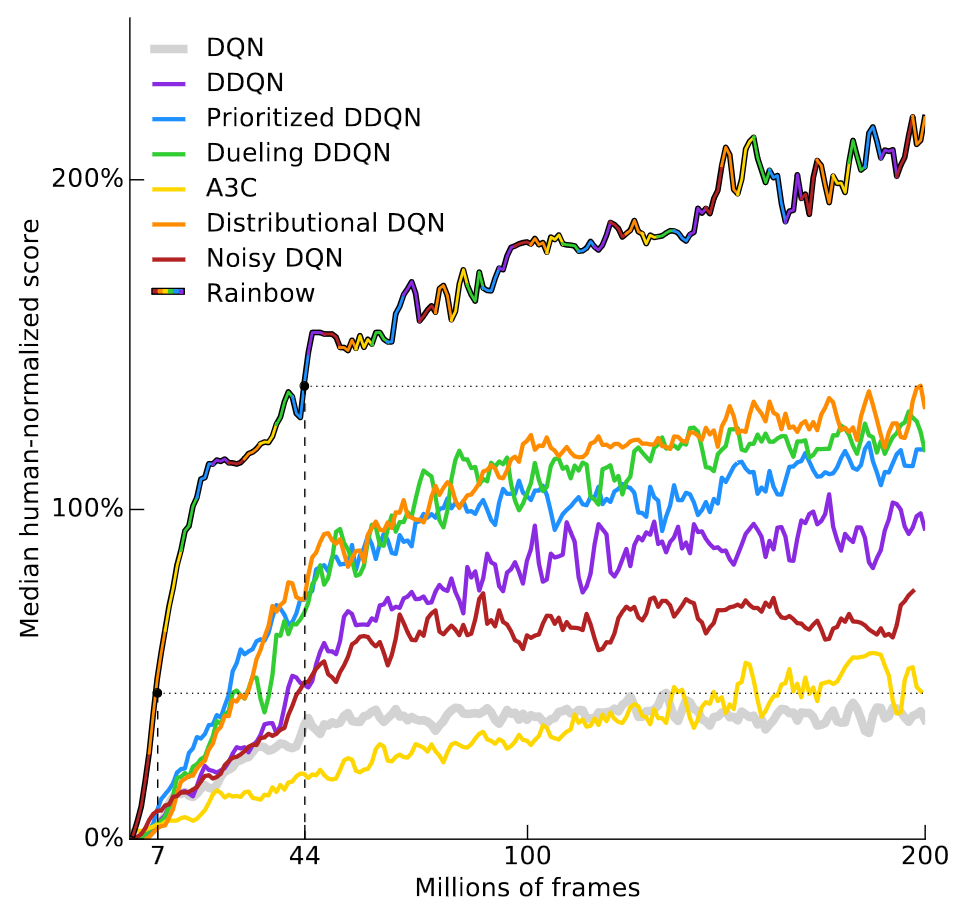 DQN
DDQN
Prioritized DDQN
Dueling DDQN
A3C
Distributional DQN
Noisy DQN
Rainbow
Median human-normalized score
200%
100%
0%
7 44 100 200
Millions of frames